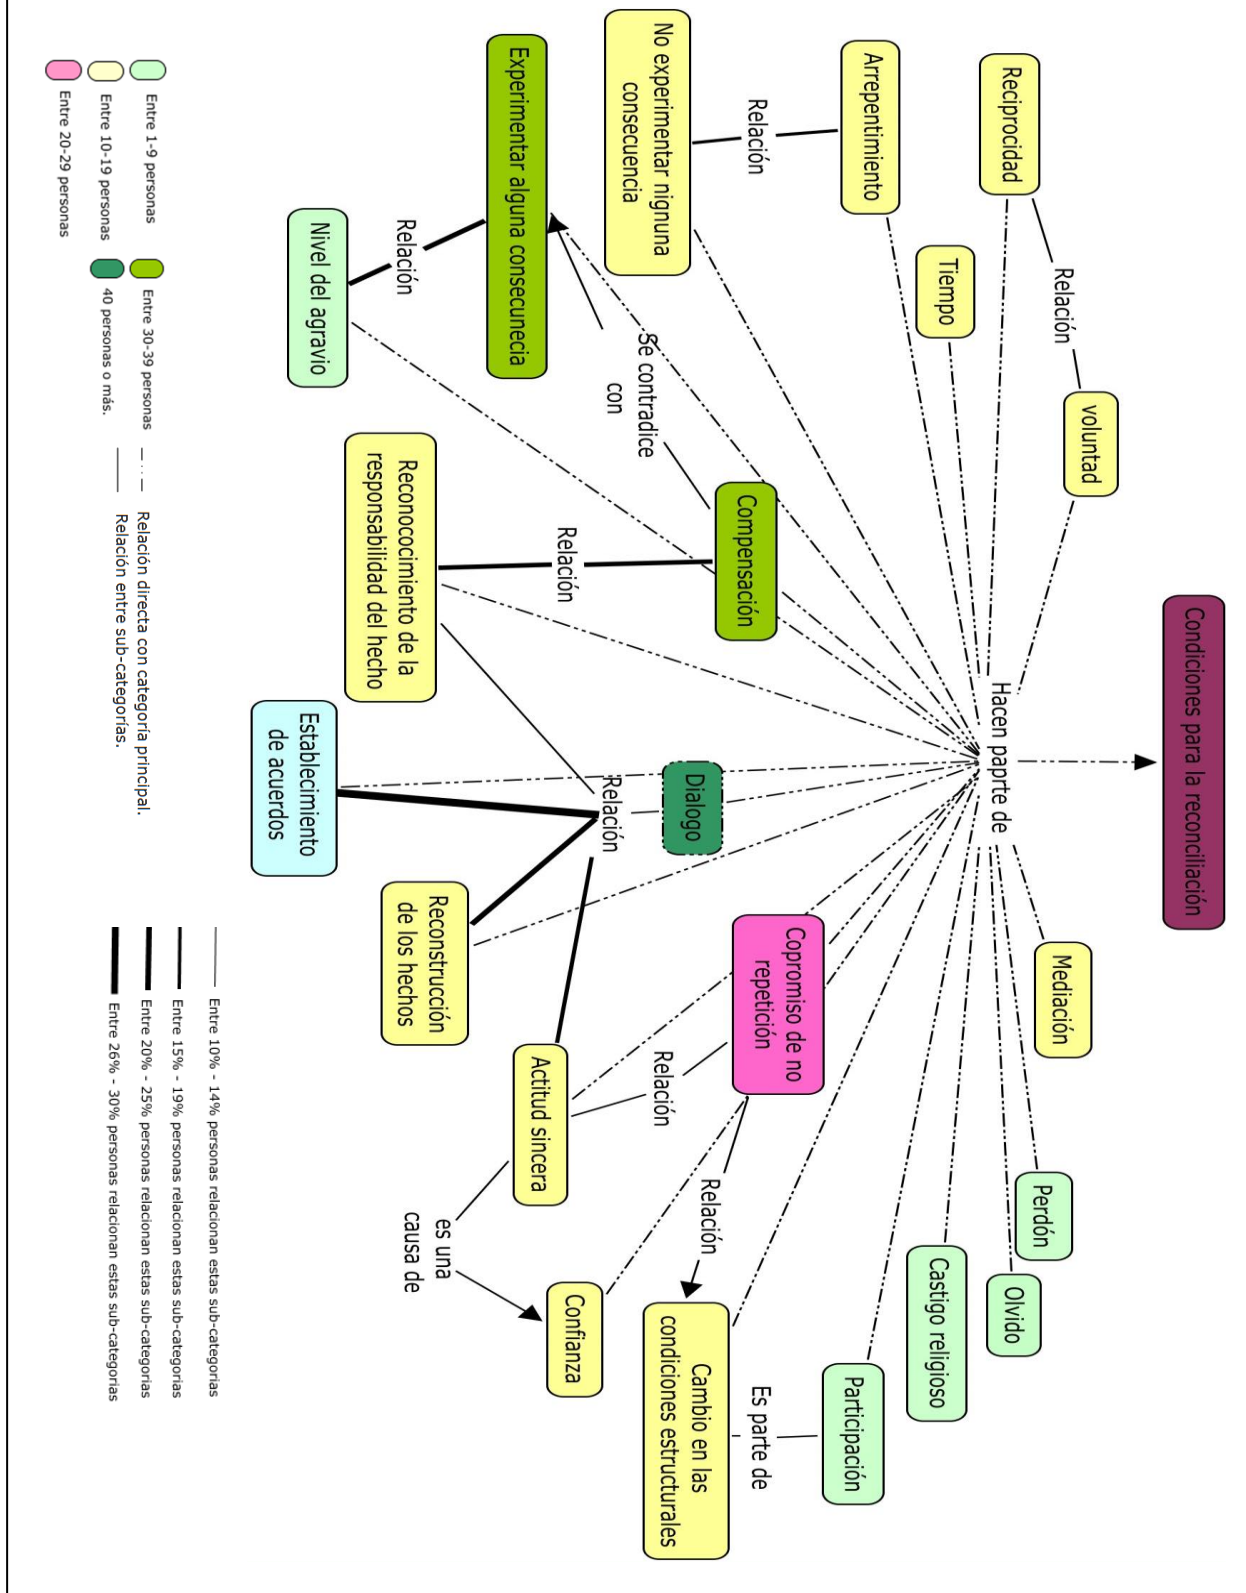 Condiciones para la reconciliación
Hacen paprte de
voluntad
Relación
Reciprocidad
Tiempo
Arrepentimiento
Relación
No experimentar nignuna
consecuencia
Experimentar alguna consecunecia
Relación
Nivel del agravio
Se contradice
con
Compensación
Relación
Reconococimiento de la
responsabilidad del hecho
Dialogo
Relación
Establecimiento
de acuerdos
Reconstrucción
de los hechos
Actitud sincera
Relación
Copromiso de no
repetición
Relación
es una
causa de
Confianza
Cambio en las
condiciones estructurales
Es parte de
Participación
Castigo religioso
Olvido
Perdón
Mediación
Entre 1-9 personas
Entre 10-19 personas
Entre 20-29 personas
Entre 30-39 personas
40 personas o más.
Relación directa con categoría principal.
Relación entre sub-categorías.
Entre 10% - 14% personas relacionan estas sub-categorias
Entre 15% - 19% personas relacionan estas sub-categorias
Entre 20% - 25% personas relacionan estas sub-categorias
Entre 26% - 30% personas relacionan estas sub-categorias